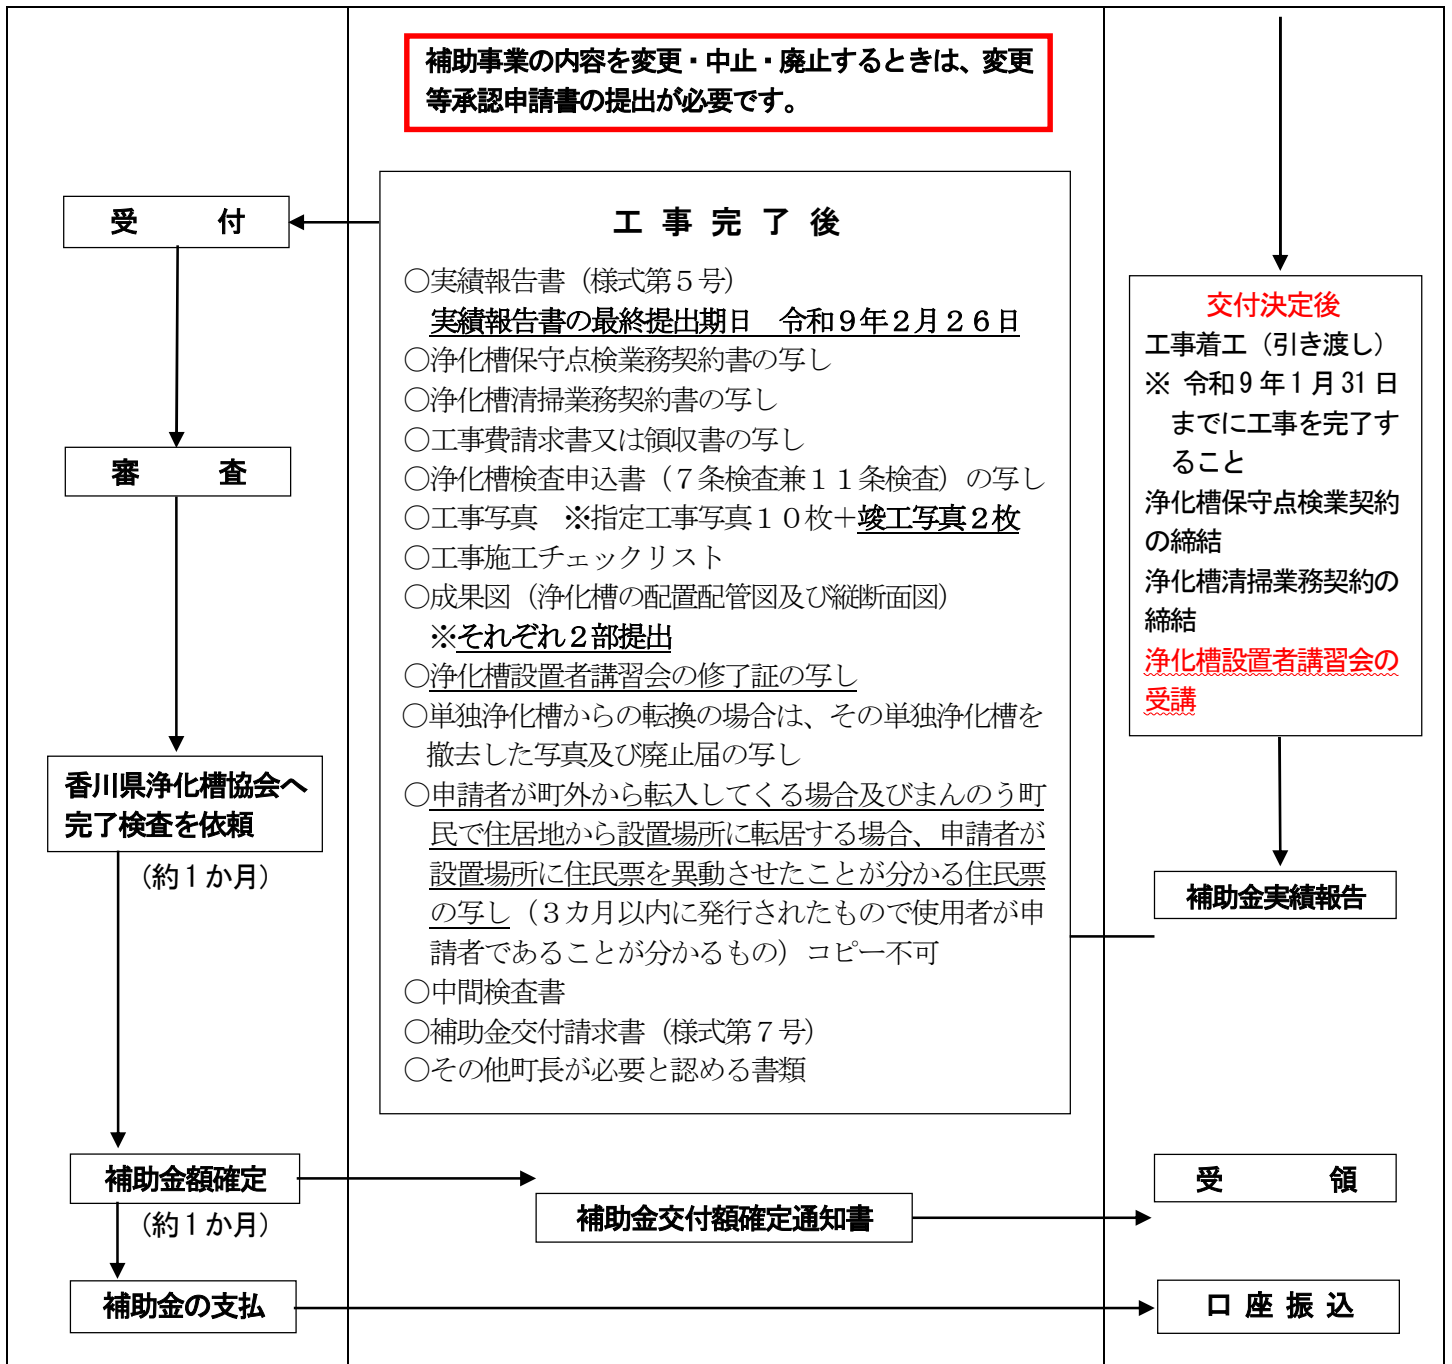 補助事業の内容を変更・中止・廃止するときは、変更
等承認申請書の提出が必要です。
受　　付
審　　査
香川県浄化槽協会へ
完了検査を依頼
（約１か月）
補助金額確定
（約１か月）
補助金の支払
工 事 完 了 後
○実績報告書（様式第５号）
実績報告書の最終提出期日　令和９年２月２６日
○浄化槽保守点検業務契約書の写し
○浄化槽清掃業務契約書の写し
○工事費請求書又は領収書の写し
○浄化槽検査申込書（７条検査兼１１条検査）の写し
○工事写真　※指定工事写真１０枚＋竣工写真２枚
○工事施工チェックリスト
○成果図（浄化槽の配置配管図及び縦断面図）
※それぞれ２部提出
○浄化槽設置者講習会の修了証の写し
○単独浄化槽からの転換の場合は、その単独浄化槽を
撤去した写真及び廃止届の写し
○申請者が町外から転入してくる場合及びまんのう町
民で住居地から設置場所に転居する場合、申請者が
設置場所に住民票を異動させたことが分かる住民票
の写し（３カ月以内に発行されたもので使用者が申
請者であることが分かるもの）コピー不可
○中間検査書
○補助金交付請求書（様式第７号）
○その他町長が必要と認める書類
補助金交付額確定通知書
交付決定後
工事着工（引き渡し）
※ 令和9年1月31日
までに工事を完了す
ること
浄化槽保守点検業契約
の締結
浄化槽清掃業務契約の
締結
浄化槽設置者講習会の
受講
補助金実績報告
受　　領
口 座 振 込